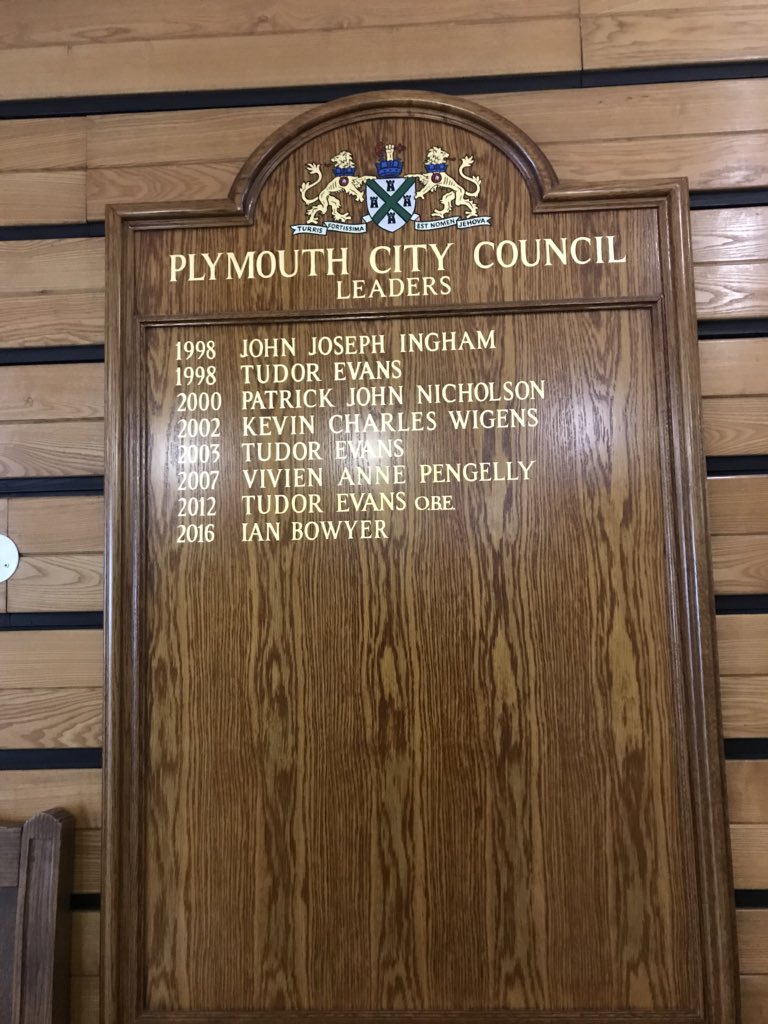 TURRIS FORTISSIMA EST NOMEN JEHOVA
PLYMOUTH CITY COUNCIL
LEADERS
1998 JOHN JOSEPH INGHAM
1998 TUDOR EVANS
2000 PATRICK JOHN NICHOLSON
2002 KEVIN CHARLES WIGENS
2003 TUDOR EVANS
2007 VIVIEN ANNE PENGELLY
2012 TUDOR EVANS O.B.E.
2016 IAN BOWYER